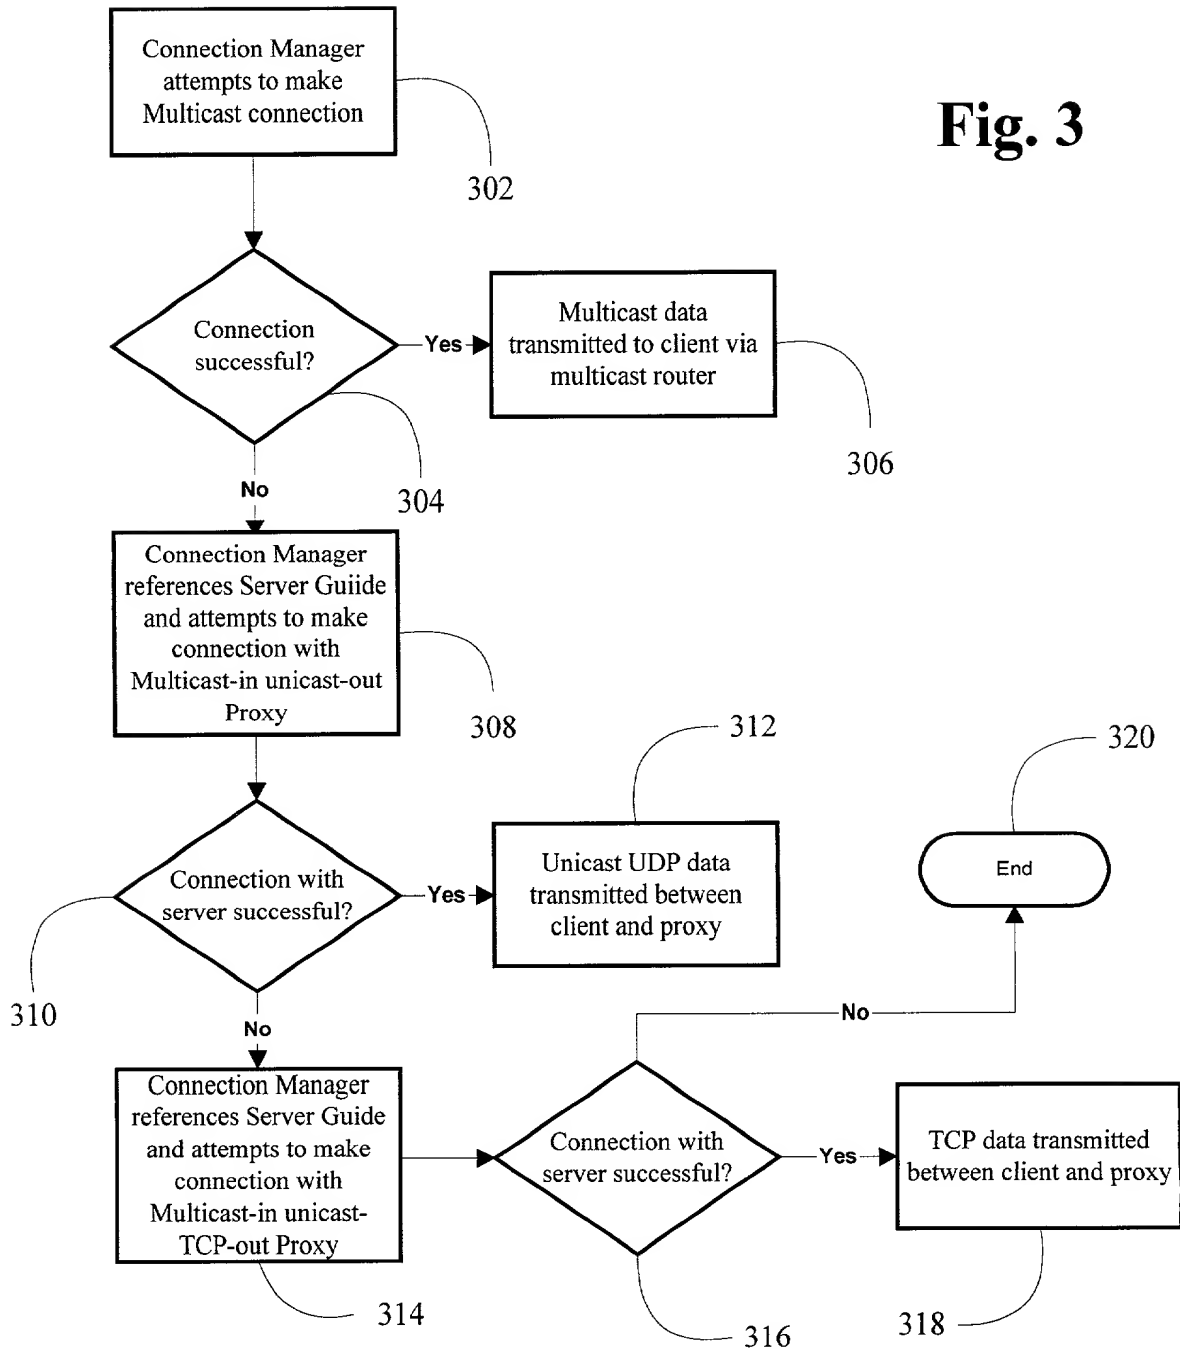 Connection Manager
attempts to make
Multicast connection
Fig. 3
302
Connection
successful?
Yes
Multicast data
transmitted to client via
multicast router
306
304
No
Connection Manager
references Server Guiide
and attempts to make
connection with
Multicast-in unicast-out
Proxy
308
312
320
Connection with
server successful?
Yes
Unicast UDP data
transmitted between
client and proxy
End
310
No
No
Connection Manager
references Server Guide
and attempts to make
connection with
Multicast-in unicast-
TCP-out Proxy
Connection with
server successful?
Yes
TCP data transmitted
between client and proxy
314
316
318